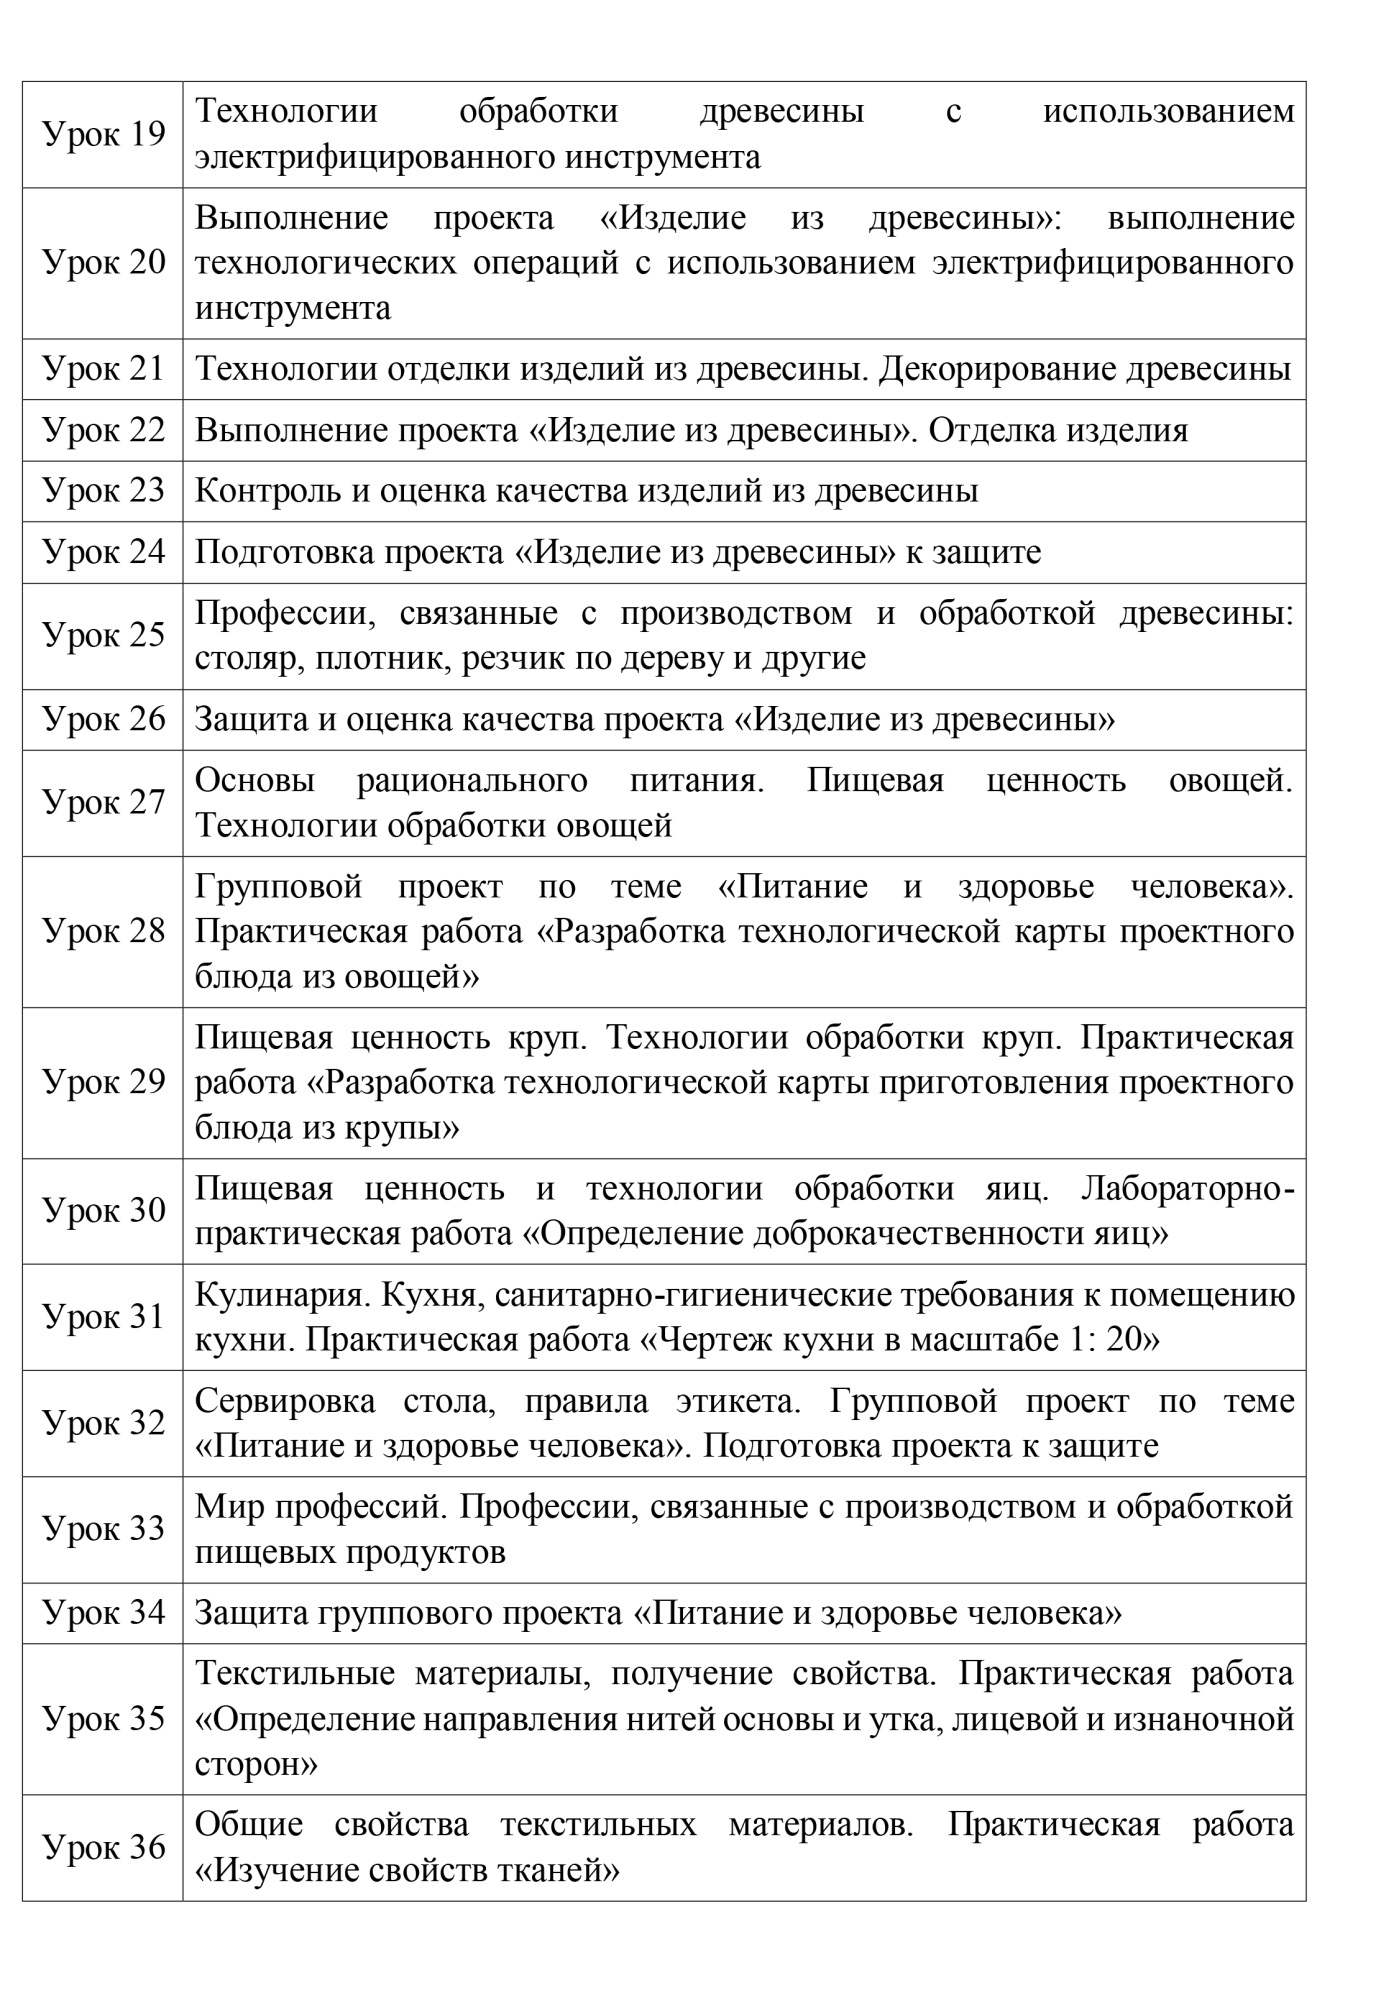 Урок 19
Технологии обработки древесины с использованием
электрифицированного инструмента
Урок 20
Выполнение проекта «Изделие из древесины»: выполнение
технологических операций с использованием электрифицированного
инструмента
Урок 21
Технологии отделки изделий из древесины. Декорирование древесины
Урок 22
Выполнение проекта «Изделие из древесины». Отделка изделия
Урок 23
Контроль и оценка качества изделий из древесины
Урок 24
Подготовка проекта «Изделие из древесины» к защите
Урок 25
Профессии, связанные с производством и обработкой древесины:
столяр, плотник, резчик по дереву и другие
Урок 26
Защита и оценка качества проекта «Изделие из древесины»
Урок 27
Основы рационального питания. Пищевая ценность овощей.
Технологии обработки овощей
Урок 28
Групповой проект по теме «Питание и здоровье человека».
Практическая работа «Разработка технологической карты проектного
блюда из овощей»
Урок 29
Пищевая ценность круп. Технологии обработки круп. Практическая
работа «Разработка технологической карты приготовления проектного
блюда из крупы»
Урок 30
Пищевая ценность и технологии обработки яиц. Лабораторно-
практическая работа «Определение доброкачественности яиц»
Урок 31
Кулинария. Кухня, санитарно-гигиенические требования к помещению
кухни. Практическая работа «Чертеж кухни в масштабе 1: 20»
Урок 32
Сервировка стола, правила этикета. Групповой проект по теме
«Питание и здоровье человека». Подготовка проекта к защите
Урок 33
Мир профессий. Профессии, связанные с производством и обработкой
пищевых продуктов
Урок 34
Защита группового проекта «Питание и здоровье человека»
Урок 35
Текстильные материалы, получение свойства. Практическая работа
«Определение направления нитей основы и утка, лицевой и изнаночной
сторон»
Урок 36
Общие свойства текстильных материалов. Практическая работа
«Изучение свойств тканей»